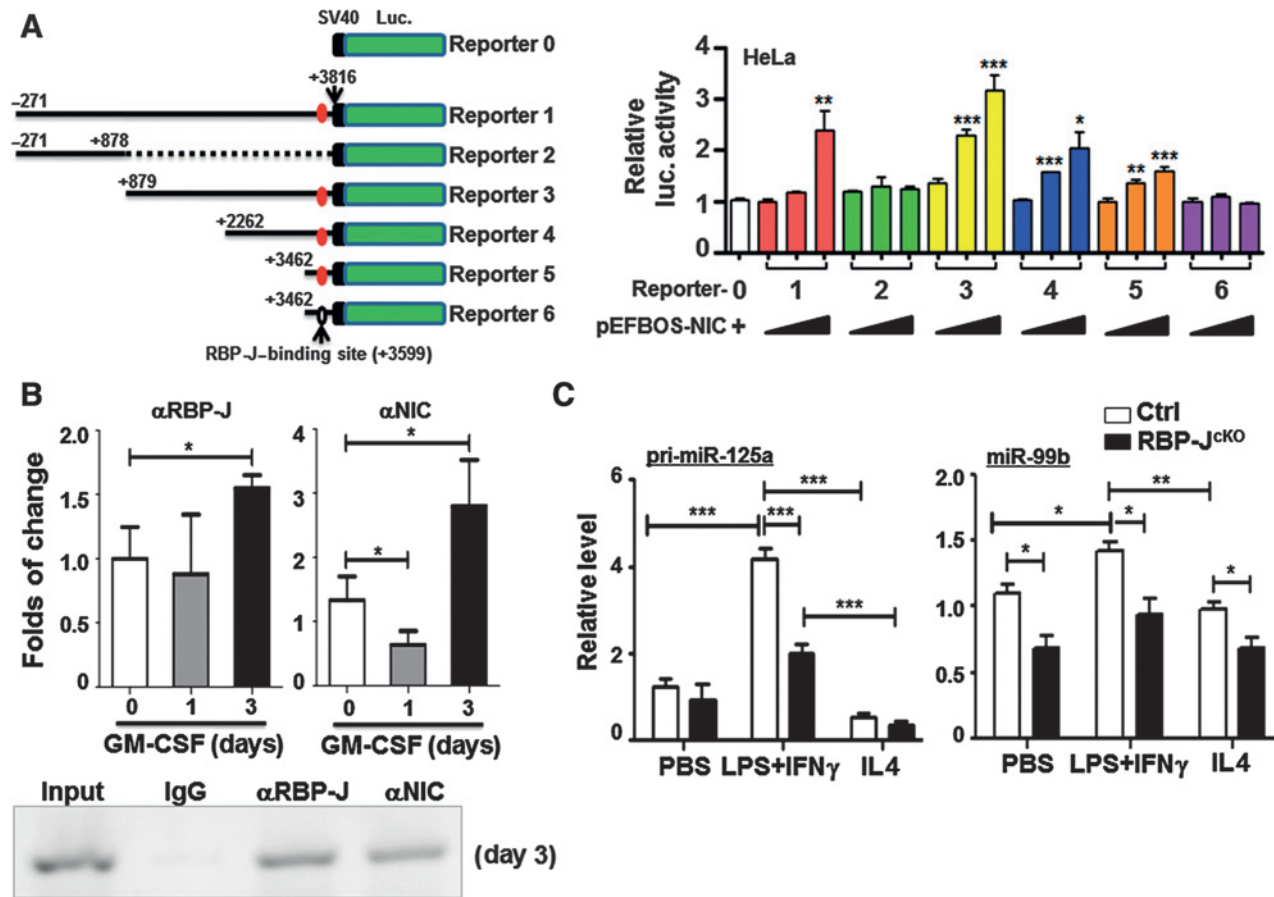 A
SV40 Luc.
Reporter 0
+3816
−271
Reporter 1
−271
+878
Reporter 2
+879
Reporter 3
+2262
Reporter 4
+3462
Reporter 5
+3462
Reporter 6
RBP-J–binding site (+3599)
HeLa
Relative luc. activity
4
3
2
1
0
** *** *** *** * ** ***
Reporter- 0 1 2 3 4 5 6
pEFBOS-NIC +
B
αRBP-J
αNIC
Folds of change
2.0
1.5
1.0
0.5
0
*
0 1 3
GM-CSF (days)
4
3
2
1
0
*
*
0 1 3
GM-CSF (days)
Input IgG αRBP-J αNIC
(day 3)
C
Ctrl
RBP-JcKO
pri-miR-125a
Relative level
6
4
2
0
***
*** ***
***
PBS LPS+IFNγ IL4
miR-99b
2.0
1.5
1.0
0.5
0
**
* *
* *
PBS LPS+IFNγ IL4